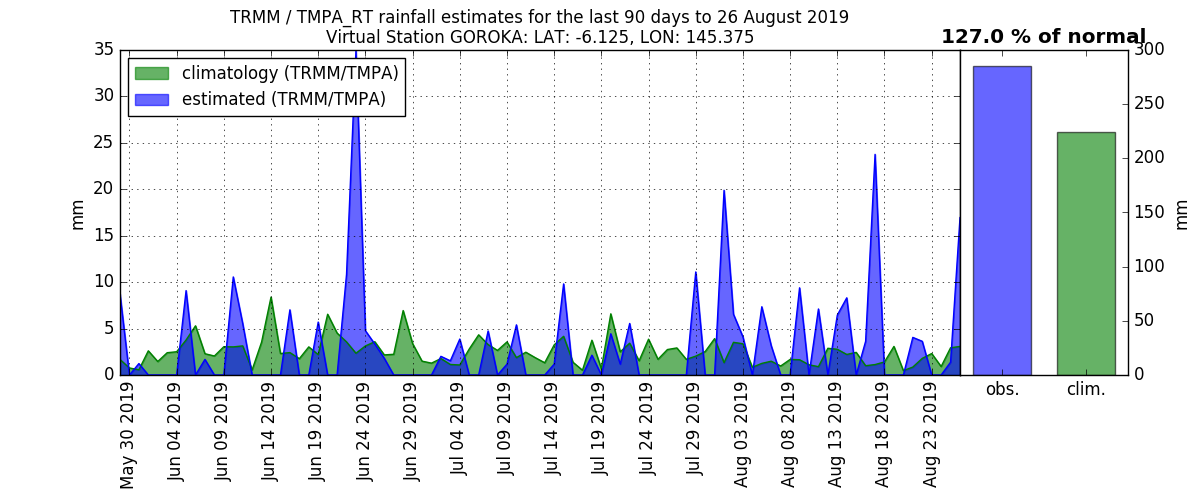 TRMM / TMPA_RT rainfall estimates for the last 90 days to 26 August 2019
Virtual Station GOROKA: LAT: -6.125, LON: 145.375
127.0 % of normal
climatology (TRMM/TMPA)
estimated (TRMM/TMPA)
35
30
25
20
15
10
5
0
mm
May 30 2019
Jun 04 2019
Jun 09 2019
Jun 14 2019
Jun 19 2019
Jun 24 2019
Jun 29 2019
Jul 04 2019
Jul 09 2019
Jul 14 2019
Jul 19 2019
Jul 24 2019
Jul 29 2019
Aug 03 2019
Aug 08 2019
Aug 13 2019
Aug 18 2019
Aug 23 2019
obs.
clim.
300
250
200
150
100
50
0
mm